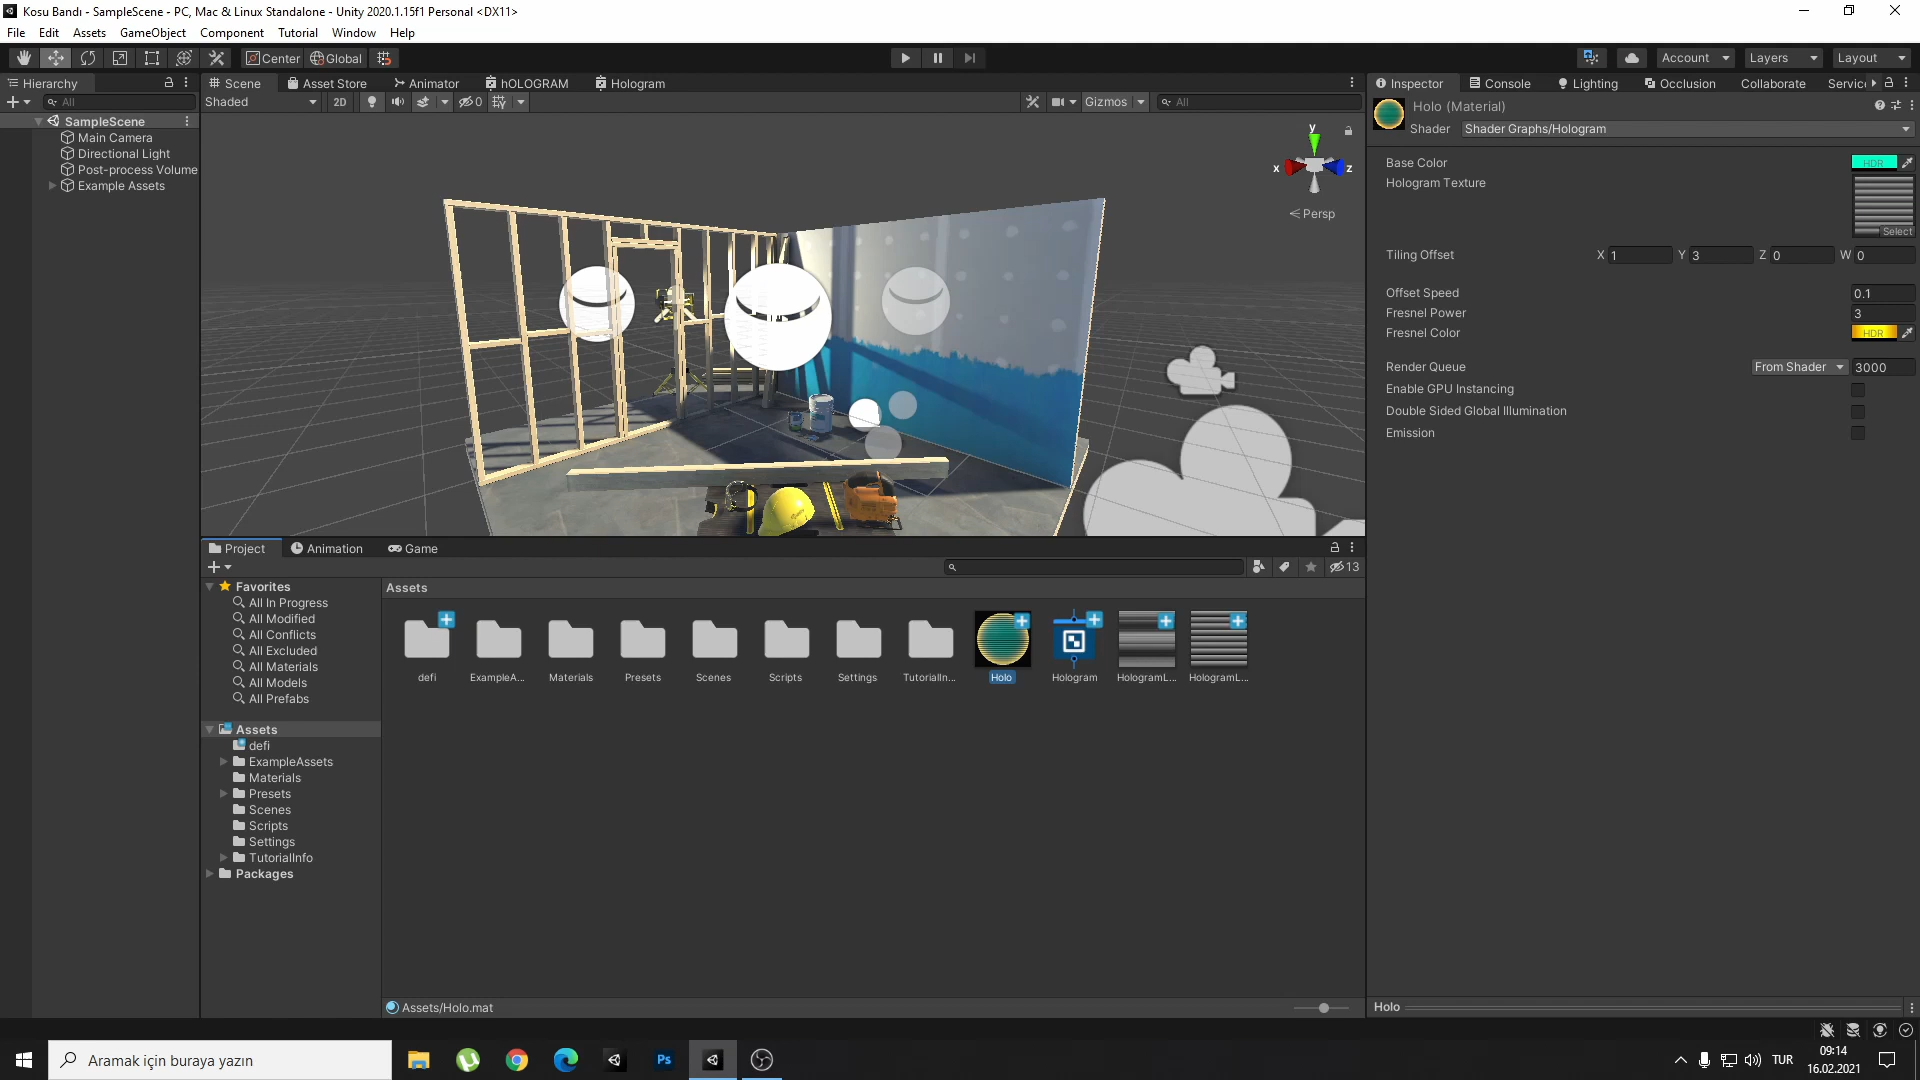 Kosu Bandı - SampleScene - PC, Mac & Linux Standalone - Unity 2020.1.15f1 Personal <DX11>
File Edit Assets GameObject Component Tutorial Window Help
Center Global Account Layers Layout
Hierarchy
All
SampleScene
Main Camera
Directional Light
Post-process Volume
Example Assets
Scene Asset Store Animator hOLOGRAM Hologram
Shaded 2D 0 Gizmos All
y
x z
Persp
Project Animation Game
13
Favorites
All In Progress
All Modified
All Conflicts
All Excluded
All Materials
All Models
All Prefabs
Assets
defi
ExampleAssets
Materials
Presets
Scenes
Scripts
Settings
TutorialInfo
Packages
Assets
defi ExampleA... Materials Presets Scenes Scripts Settings TutorialIn... Holo Hologram HologramL... HologramL...
Assets/Holo.mat
Inspector Console Lighting Occlusion Collaborate Servic
Holo (Material)
Shader Shader Graphs/Hologram
Base Color HDR
Hologram Texture
Select
Tiling Offset X 1 Y 3 Z 0 W 0
Offset Speed 0.1
Fresnel Power 3
Fresnel Color HDR
Render Queue From Shader 3000
Enable GPU Instancing
Double Sided Global Illumination
Emission
Holo
Aramak için buraya yazın
Ps
TUR
09:14
16.02.2021